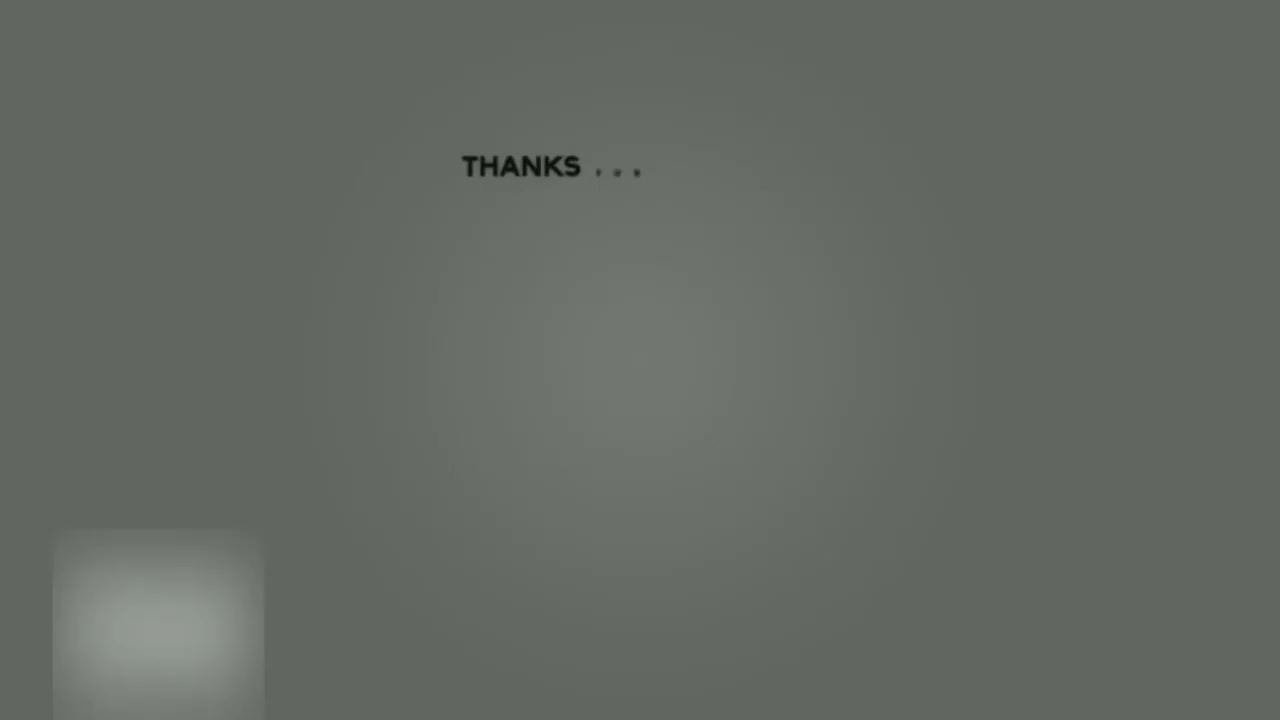 THANKS . . .